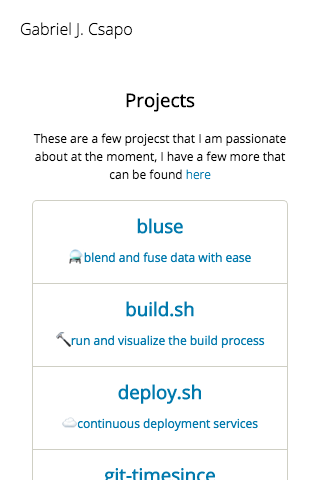 Gabriel J. Csapo
Projects
These are a few projecst that I am passionate
about at the moment, I have a few more that
can be found here
bluse
blend and fuse data with ease
build.sh
🔨run and visualize the build process
deploy.sh
☁️continuous deployment services
git-timesince